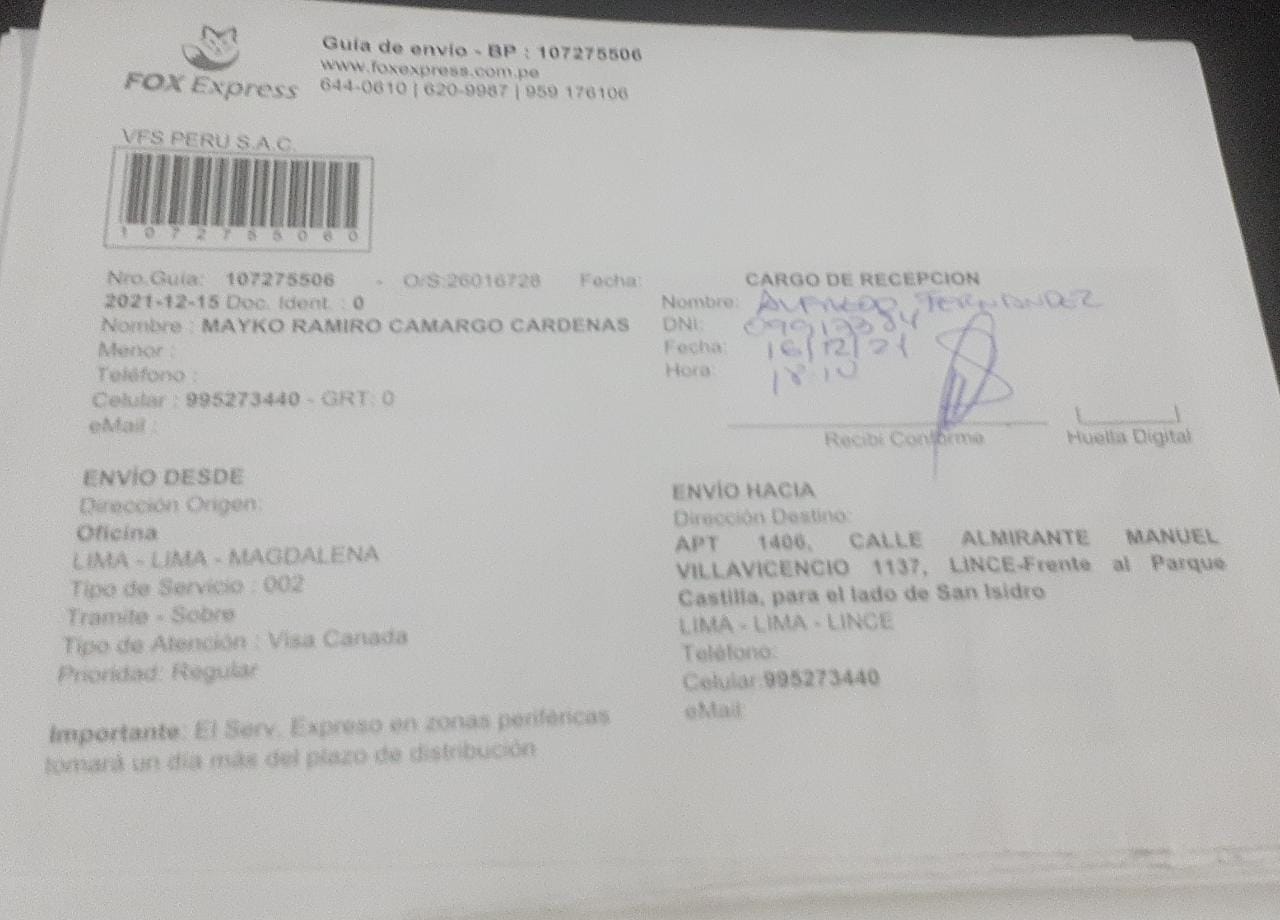 FOX Express
Guía de envío - BP : 107275506
www.foxexpress.com.pe
644-0610 | 620-9987 | 959 176106
VFS PERU S.A.C.
1072755060
Nro.Guía: 107275506 - O/S:26016728 Fecha:
2021-12-15 Doc. Ident. : 0
Nombre : MAYKO RAMIRO CAMARGO CARDENAS
Menor :
Teléfono :
Celular : 995273440 - GRT: 0
eMail :
CARGO DE RECEPCION
Nombre: FERNANDEZ
DNI:
Fecha: 16/12/21
Hora: 18:10
Recibí Conforme
Huella Digital
ENVÍO DESDE
Dirección Origen:
Oficina
LIMA - LIMA - MAGDALENA
Tipo de Servicio : 002
Tramite - Sobre
Tipo de Atención : Visa Canada
Prioridad: Regular
ENVÍO HACIA
Dirección Destino:
APT 1406, CALLE ALMIRANTE MANUEL
VILLAVICENCIO 1137, LINCE-Frente al Parque
Castilla, para el lado de San Isidro
LIMA - LIMA - LINCE
Teléfono:
Celular:995273440
eMail:
Importante: El Serv. Expreso en zonas periféricas
tomará un día más del plazo de distribución